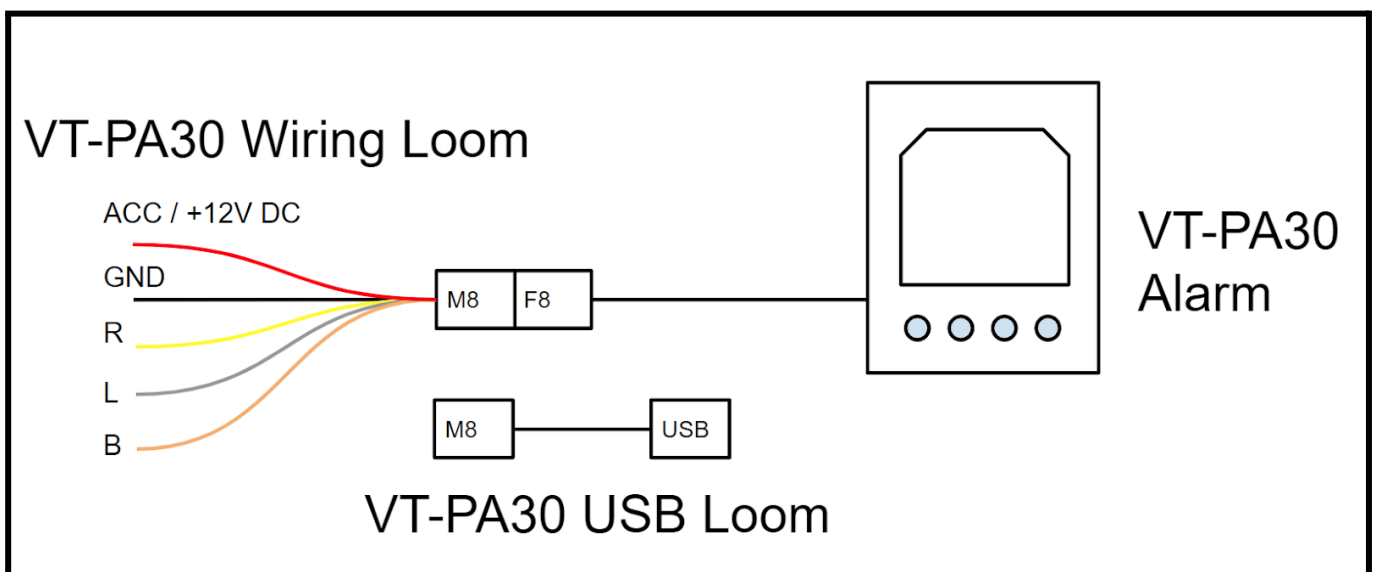 VT-PA30 Wiring Loom
ACC / +12V DC
GND
R
L
B
M8
F8
VT-PA30
Alarm
M8
USB
VT-PA30 USB Loom